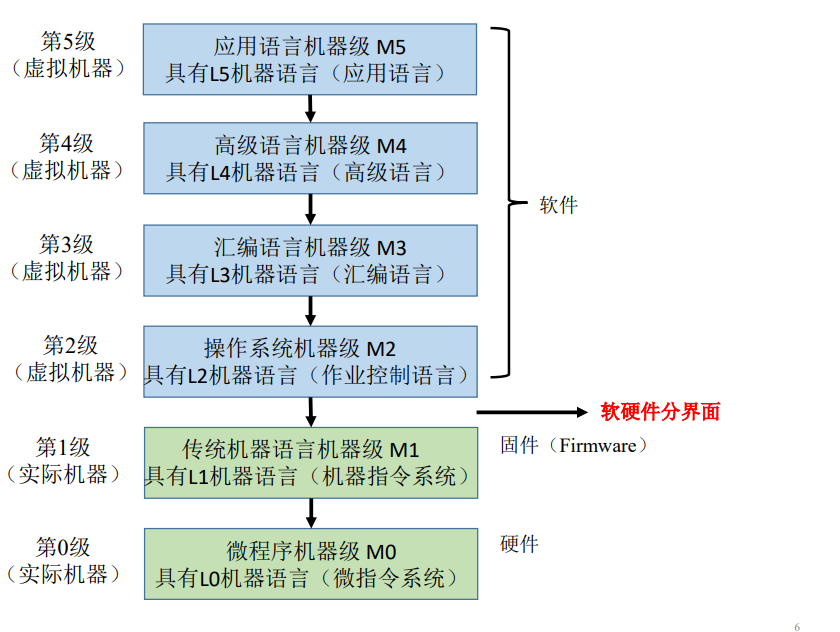 第5级
（虚拟机器）
应用语言机器级 M5
具有L5机器语言（应用语言）
第4级
（虚拟机器）
高级语言机器级 M4
具有L4机器语言（高级语言）
软件
第3级
（虚拟机器）
汇编语言机器级 M3
具有L3机器语言（汇编语言）
第2级
（虚拟机器）
操作系统机器级 M2
具有L2机器语言（作业控制语言）
软硬件分界面
第1级
（实际机器）
传统机器语言机器级 M1
具有L1机器语言（机器指令系统）
固件（Firmware）
第0级
（实际机器）
微程序机器级 M0
具有L0机器语言（微指令系统）
硬件
6